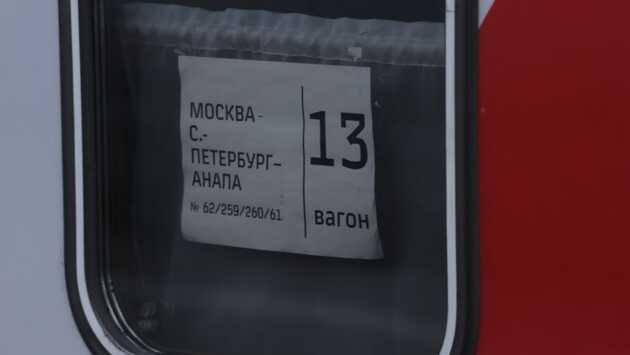 МОСКВА-
С.-
ПЕТЕРБУРГ-
АНАПА
№ 62/259/260/61
13
вагон